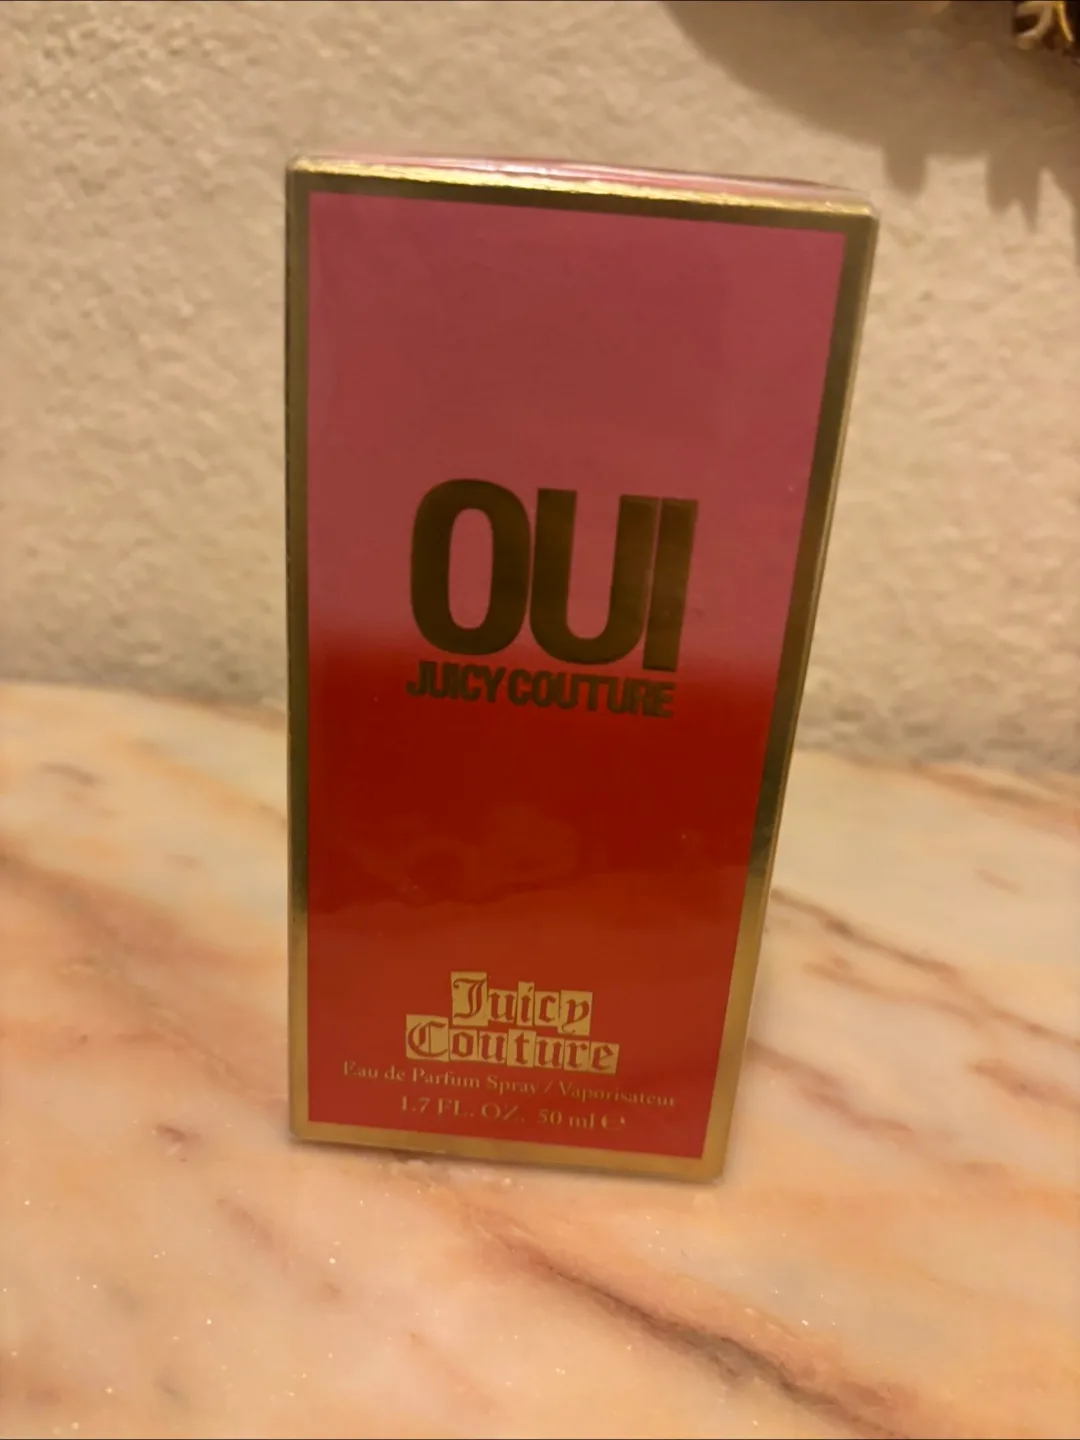 OUI
JUICY COUTURE
Juicy
Couture
Eau de Parfum Spray / Vaporisateur
1.7 FL. OZ. 50 ml ℮